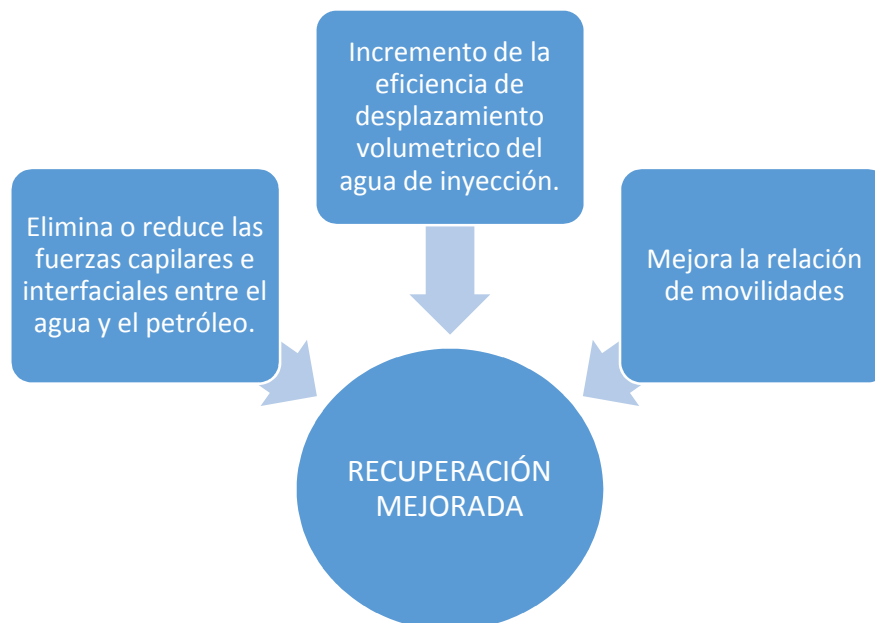 Incremento de la
eficiencia de
desplazamiento
volumetrico del
agua de inyección.
Elimina o reduce las
fuerzas capilares e
interfaciales entre el
agua y el petróleo.
Mejora la relación
de movilidades
RECUPERACIÓN
MEJORADA